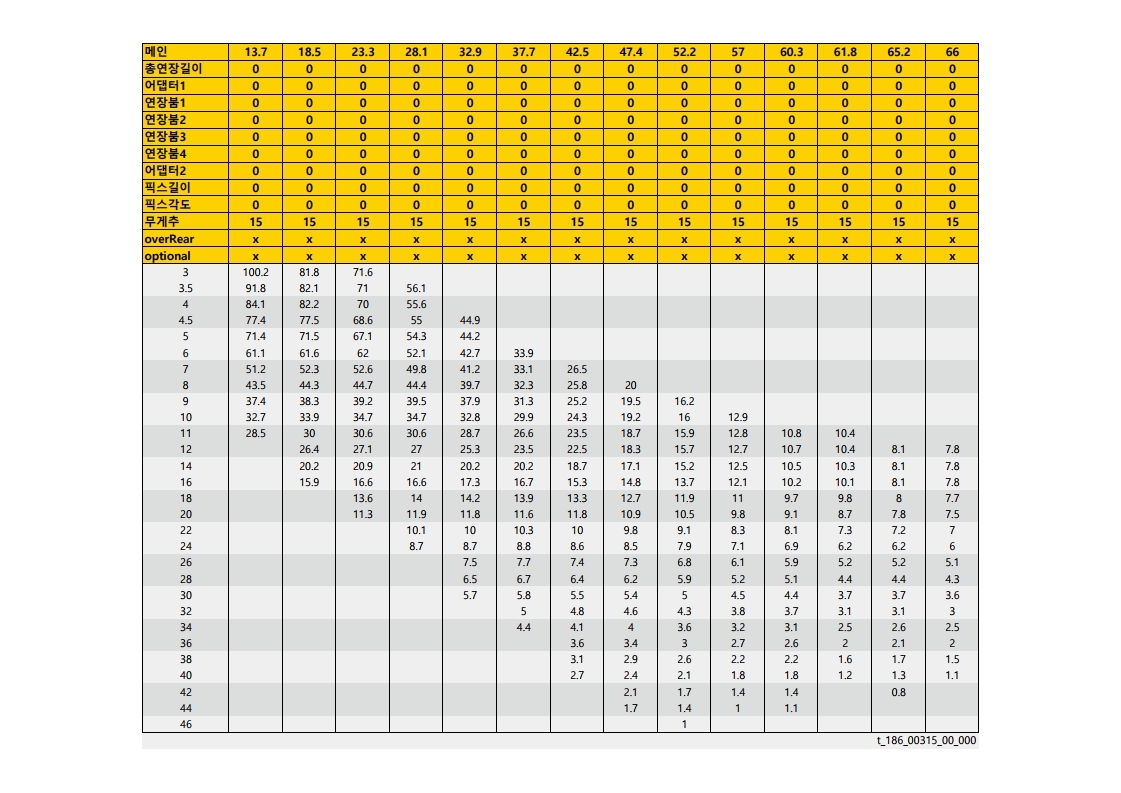 메인 13.7 18.5 23.3 28.1 32.9 37.7 42.5 47.4 52.2 57 60.3 61.8 65.2 66
총연장길이 0 0 0 0 0 0 0 0 0 0 0 0 0 0
어댑터1 0 0 0 0 0 0 0 0 0 0 0 0 0 0
연장붐1 0 0 0 0 0 0 0 0 0 0 0 0 0 0
연장붐2 0 0 0 0 0 0 0 0 0 0 0 0 0 0
연장붐3 0 0 0 0 0 0 0 0 0 0 0 0 0 0
연장붐4 0 0 0 0 0 0 0 0 0 0 0 0 0 0
어댑터2 0 0 0 0 0 0 0 0 0 0 0 0 0 0
픽스길이 0 0 0 0 0 0 0 0 0 0 0 0 0 0
픽스각도 0 0 0 0 0 0 0 0 0 0 0 0 0 0
무게추 15 15 15 15 15 15 15 15 15 15 15 15 15 15
overRear x x x x x x x x x x x x x x
optional x x x x x x x x x x x x x x
3 100.2 81.8 71.6
3.5 91.8 82.1 71 56.1
4 84.1 82.2 70 55.6
4.5 77.4 77.5 68.6 55 44.9
5 71.4 71.5 67.1 54.3 44.2
6 61.1 61.6 62 52.1 42.7 33.9
7 51.2 52.3 52.6 49.8 41.2 33.1 26.5
8 43.5 44.3 44.7 44.4 39.7 32.3 25.8 20
9 37.4 38.3 39.2 39.5 37.9 31.3 25.2 19.5 16.2
10 32.7 33.9 34.7 34.7 32.8 29.9 24.3 19.2 16 12.9
11 28.5 30 30.6 30.6 28.7 26.6 23.5 18.7 15.9 12.8 10.8 10.4
12 26.4 27.1 27 25.3 23.5 22.5 18.3 15.7 12.7 10.7 10.4 8.1 7.8
14 20.2 20.9 21 20.2 20.2 18.7 17.1 15.2 12.5 10.5 10.3 8.1 7.8
16 15.9 16.6 16.6 17.3 16.7 15.3 14.8 13.7 12.1 10.2 10.1 8.1 7.8
18 13.6 14 14.2 13.9 13.3 12.7 11.9 11 9.7 9.8 8 7.7
20 11.3 11.9 11.8 11.6 11.8 10.9 10.5 9.8 9.1 8.7 7.8 7.5
22 10.1 10 10.3 10 9.8 9.1 8.3 8.1 7.3 7.2 7
24 8.7 8.7 8.8 8.6 8.5 7.9 7.1 6.9 6.2 6.2 6
26 7.5 7.7 7.4 7.3 6.8 6.1 5.9 5.2 5.2 5.1
28 6.5 6.7 6.4 6.2 5.9 5.2 5.1 4.4 4.4 4.3
30 5.7 5.8 5.5 5.4 5 4.5 4.4 3.7 3.7 3.6
32 5 4.8 4.6 4.3 3.8 3.7 3.1 3.1 3
34 4.4 4.1 4 3.6 3.2 3.1 2.5 2.6 2.5
36 3.6 3.4 3 2.7 2.6 2 2.1 2
38 3.1 2.9 2.6 2.2 2.2 1.6 1.7 1.5
40 2.7 2.4 2.1 1.8 1.8 1.2 1.3 1.1
42 2.1 1.7 1.4 1.4 0.8
44 1.7 1.4 1 1.1
46 1
t_186_00315_00_000